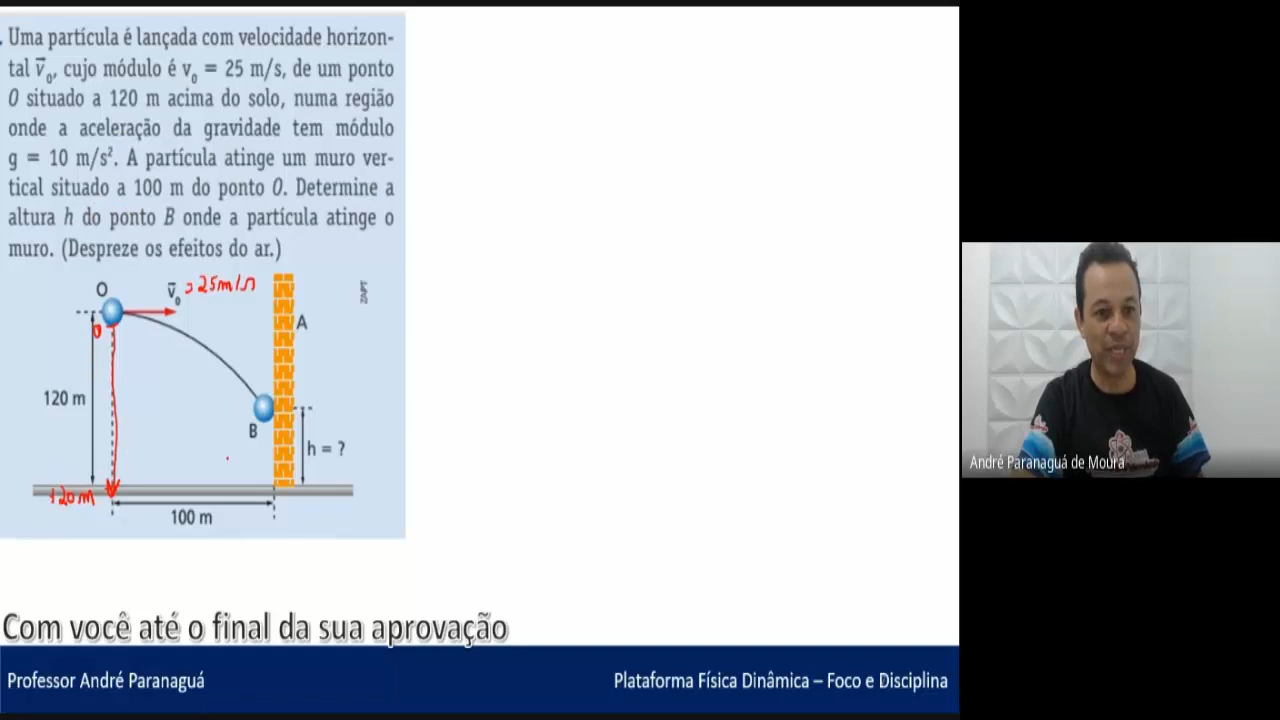 . Uma partícula é lançada com velocidade horizon-
tal v⃗₀, cujo módulo é v₀ = 25 m/s, de um ponto
O situado a 120 m acima do solo, numa região
onde a aceleração da gravidade tem módulo
g = 10 m/s². A partícula atinge um muro ver-
tical situado a 100 m do ponto O. Determine a
altura h do ponto B onde a partícula atinge o
muro. (Despreze os efeitos do ar.)
O
v⃗₀ = 25m/s
ZAPT
0
A
120 m
B
h = ?
120m
100 m
André Paranaguá de Moura
Com você até o final da sua aprovação
Professor André Paranaguá
Plataforma Física Dinâmica – Foco e Disciplina